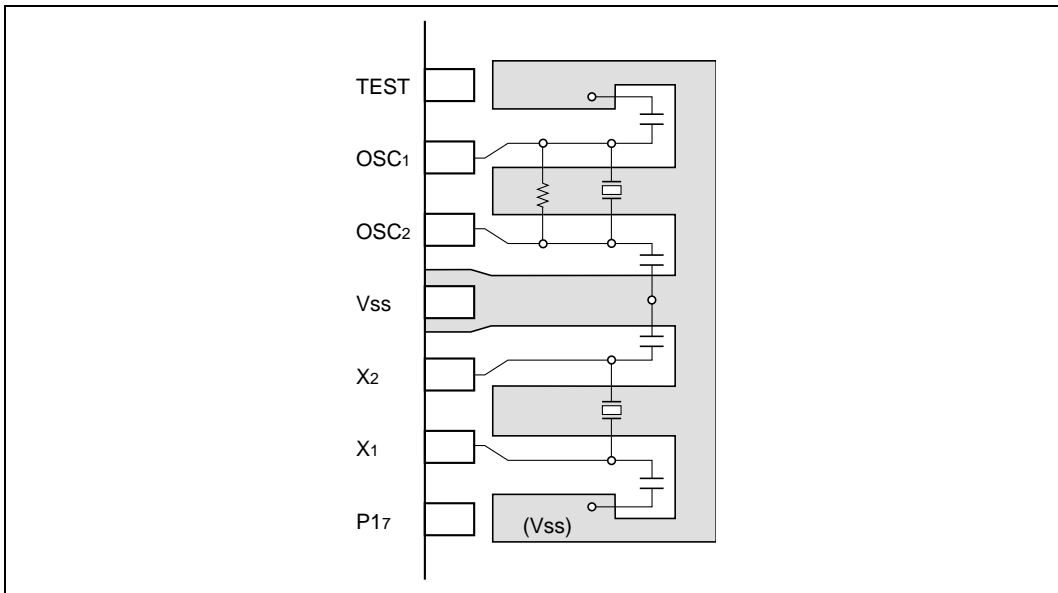 TEST
OSC1
OSC2
Vss
X2
X1
P17
(Vss)